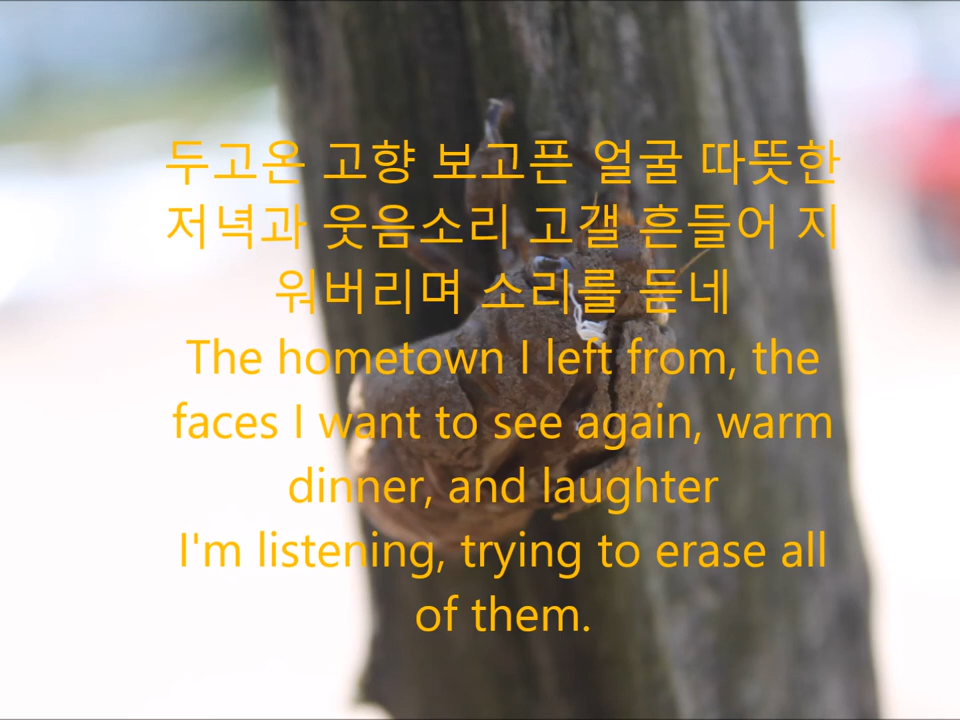 두고온 고향 보고픈 얼굴 따뜻한
저녁과 웃음소리 고갤 흔들어 지
워버리며 소리를 듣네
The hometown I left from, the
faces I want to see again, warm
dinner, and laughter
I'm listening, trying to erase all
of them.